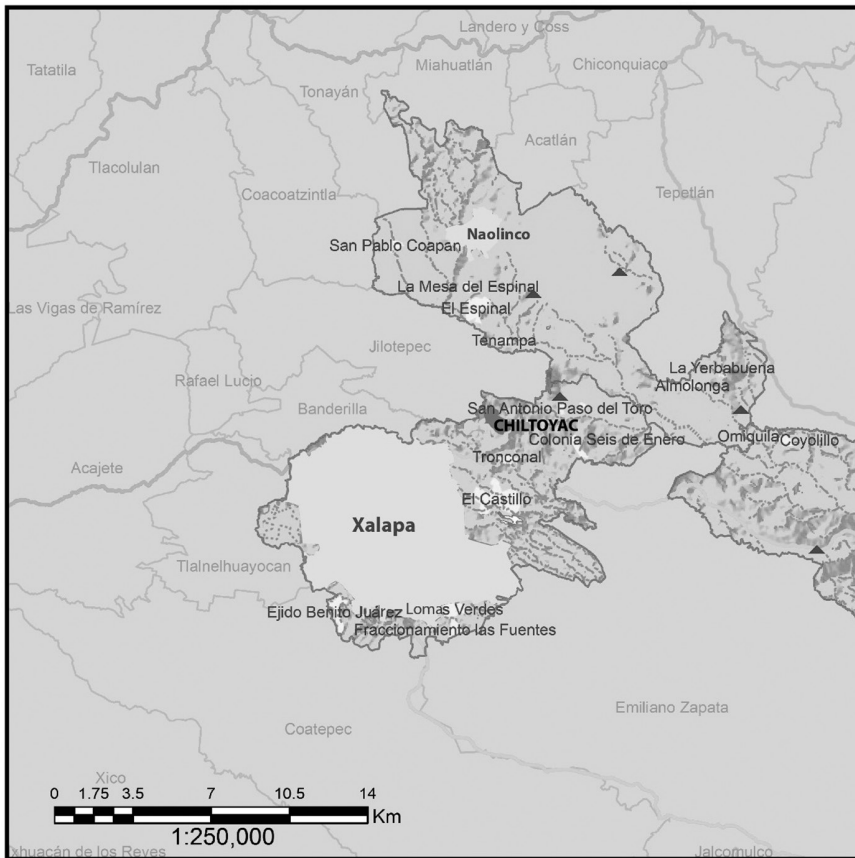 Landero y Coss
Tatatila
Miahuatlán
Chiconquiaco
Tonayán
Acatlán
Tlacolulan
Coacoatzintla
Tepetlán
Naolinco
San Pablo Coapan
La Mesa del Espinal
Las Vigas de Ramírez
El Espinal
Tenampa
Jilotepec
La Yerbabuena
Rafael Lucio
Almolonga
Banderilla
San Antonio Paso del Toro
CHILTOYAC
Colonia Seis de Enero
Omiquila
Coyolillo
Tronconal
Acajete
El Castillo
Xalapa
Tlalnelhuayocan
Ejido Benito Juárez
Lomas Verdes
Fraccionamiento las Fuentes
Emiliano Zapata
Coatepec
Xico
0 1.75 3.5 7 10.5 14
Km
1:250,000
Ixhuacán de los Reyes
Jalcomulco